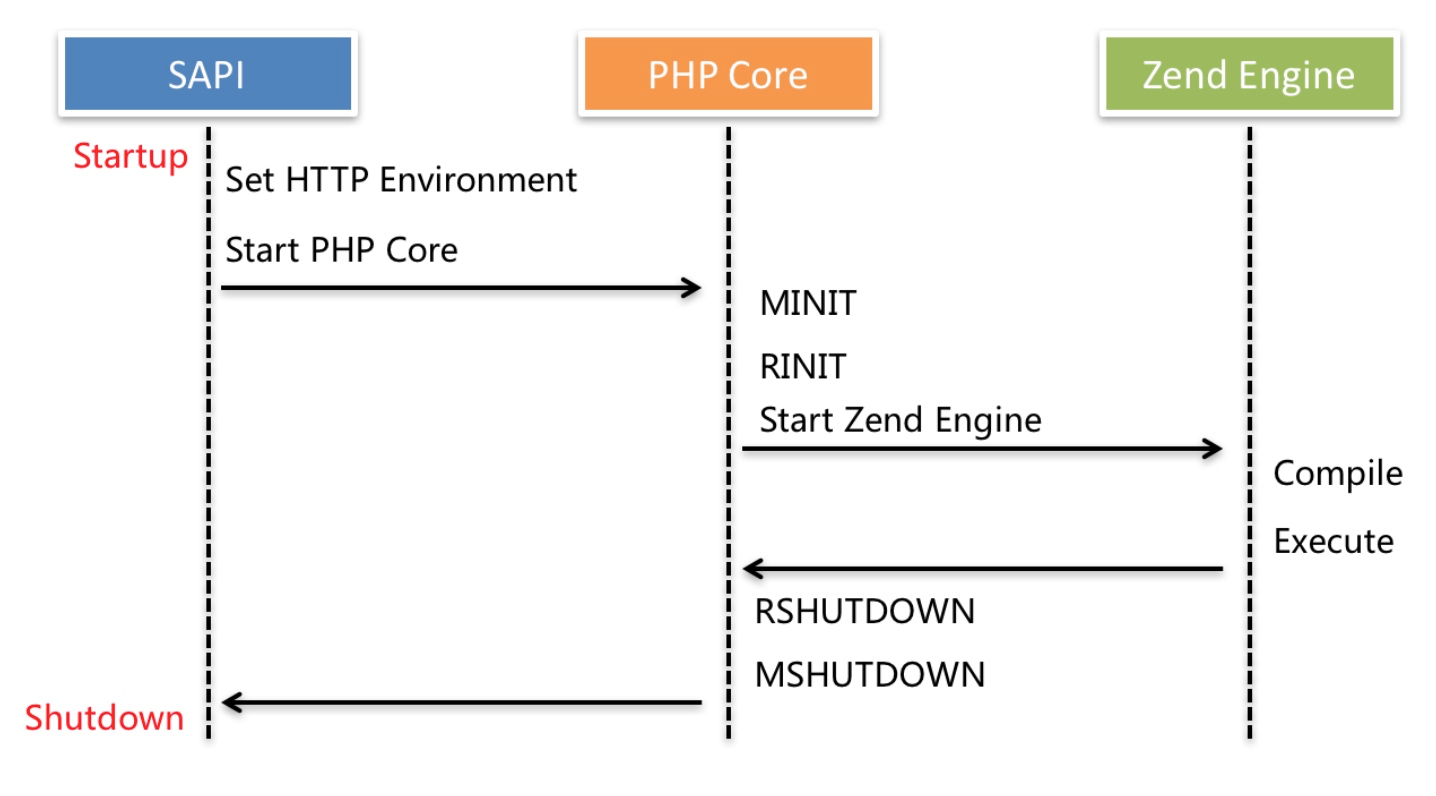 SAPI
PHP Core
Zend Engine
Startup
Set HTTP Environment
Start PHP Core
MINIT
RINIT
Start Zend Engine
Compile
Execute
RSHUTDOWN
MSHUTDOWN
Shutdown